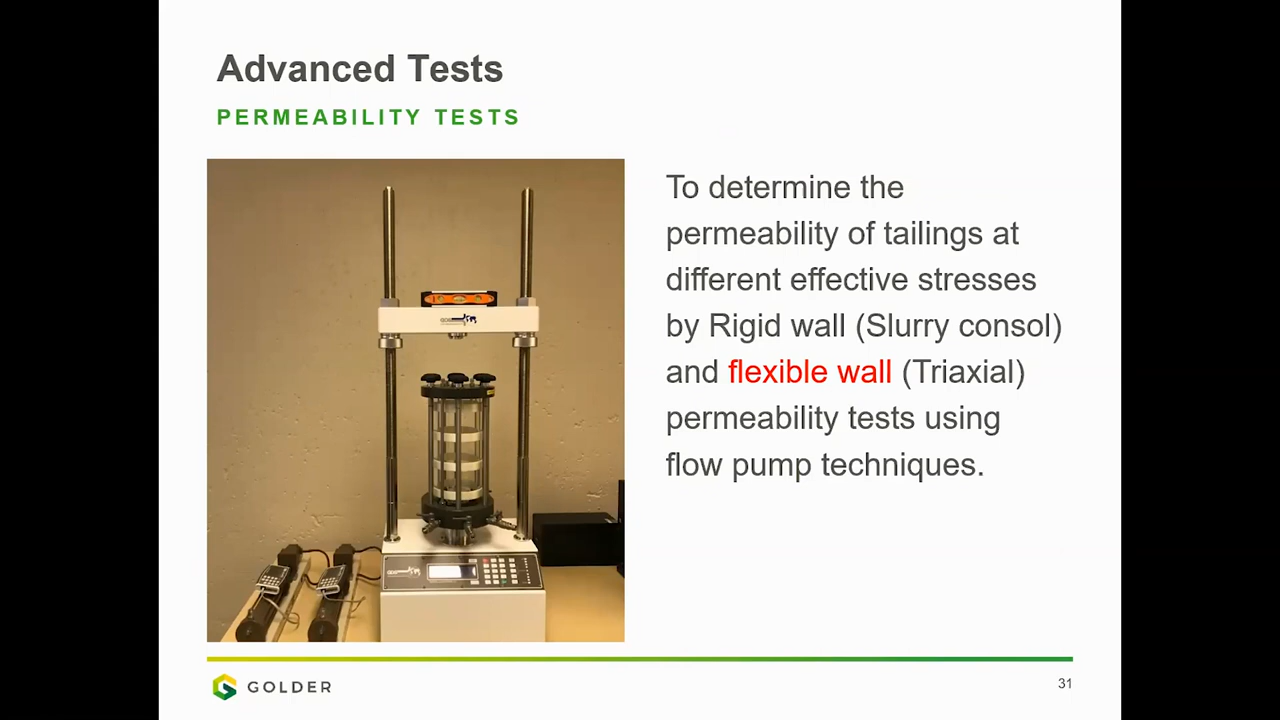 Advanced Tests
PERMEABILITY TESTS
To determine the
permeability of tailings at
different effective stresses
by Rigid wall (Slurry consol)
and flexible wall (Triaxial)
permeability tests using
flow pump techniques.
GOLDER
31